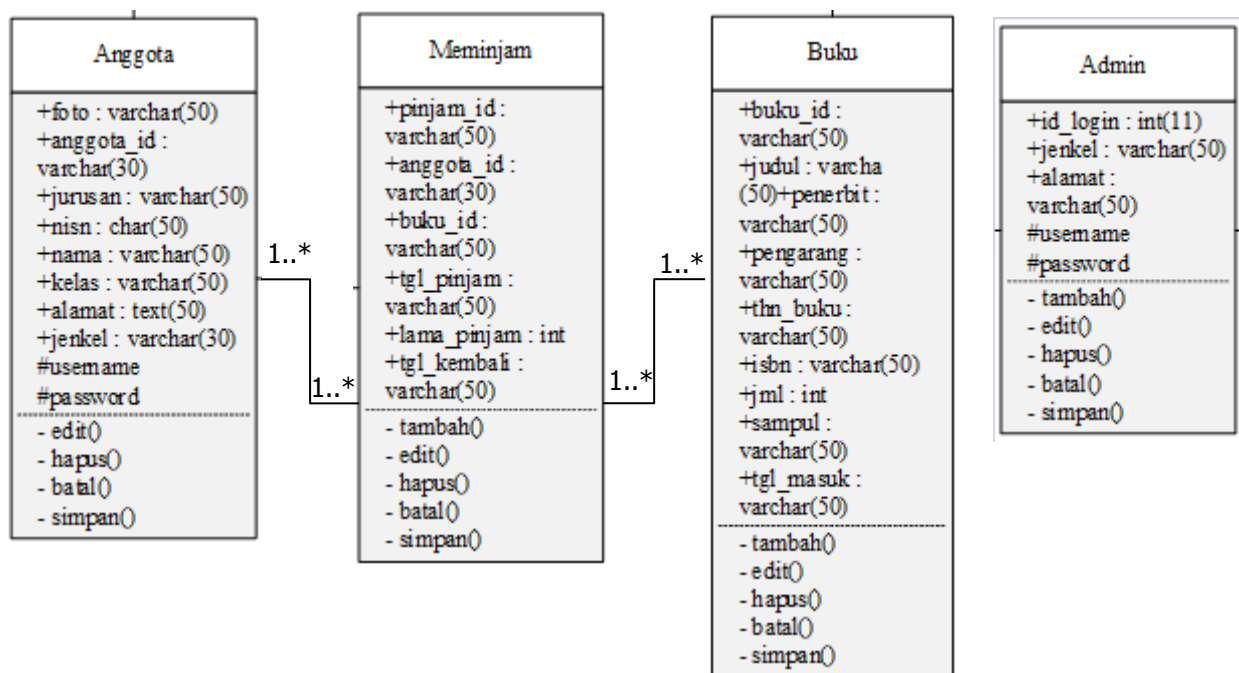 Anggota
+foto : varchar(50)
+anggota_id :
varchar(30)
+jurusan : varchar(50)
+nisn : char(50)
+nama : varchar(50)
+kelas : varchar(50)
+alamat : text(50)
+jenkel : varchar(30)
#username
#password
- edit()
- hapus()
- batal()
- simpan()
1..*
1..*
Meminjam
+pinjam_id :
varchar(50)
+anggota_id :
varchar(30)
+buku_id :
varchar(50)
+tgl_pinjam :
varchar(50)
+lama_pinjam : int
+tgl_kembali :
varchar(50)
- tambah()
- edit()
- hapus()
- batal()
- simpan()
1..*
1..*
Buku
+buku_id :
varchar(50)
+judul : varcha
(50)+penerbit :
varchar(50)
+pengarang :
varchar(50)
+thn_buku :
varchar(50)
+isbn : varchar(50)
+jml : int
+sampul :
varchar(50)
+tgl_masuk :
varchar(50)
- tambah()
- edit()
- hapus()
- batal()
- simpan()
Admin
+id_login : int(11)
+jenkel : varchar(50)
+alamat :
varchar(50)
#username
#password
- tambah()
- edit()
- hapus()
- batal()
- simpan()